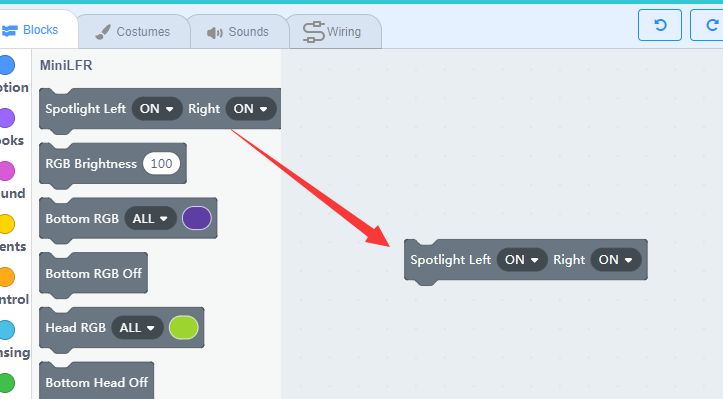 Blocks
Costumes
Sounds
Wiring
MiniLFR
otion
ooks
ound
ents
ntrol
nsing
Spotlight Left ON Right ON
RGB Brightness 100
Bottom RGB ALL
Bottom RGB Off
Head RGB ALL
Bottom Head Off
Spotlight Left ON Right ON